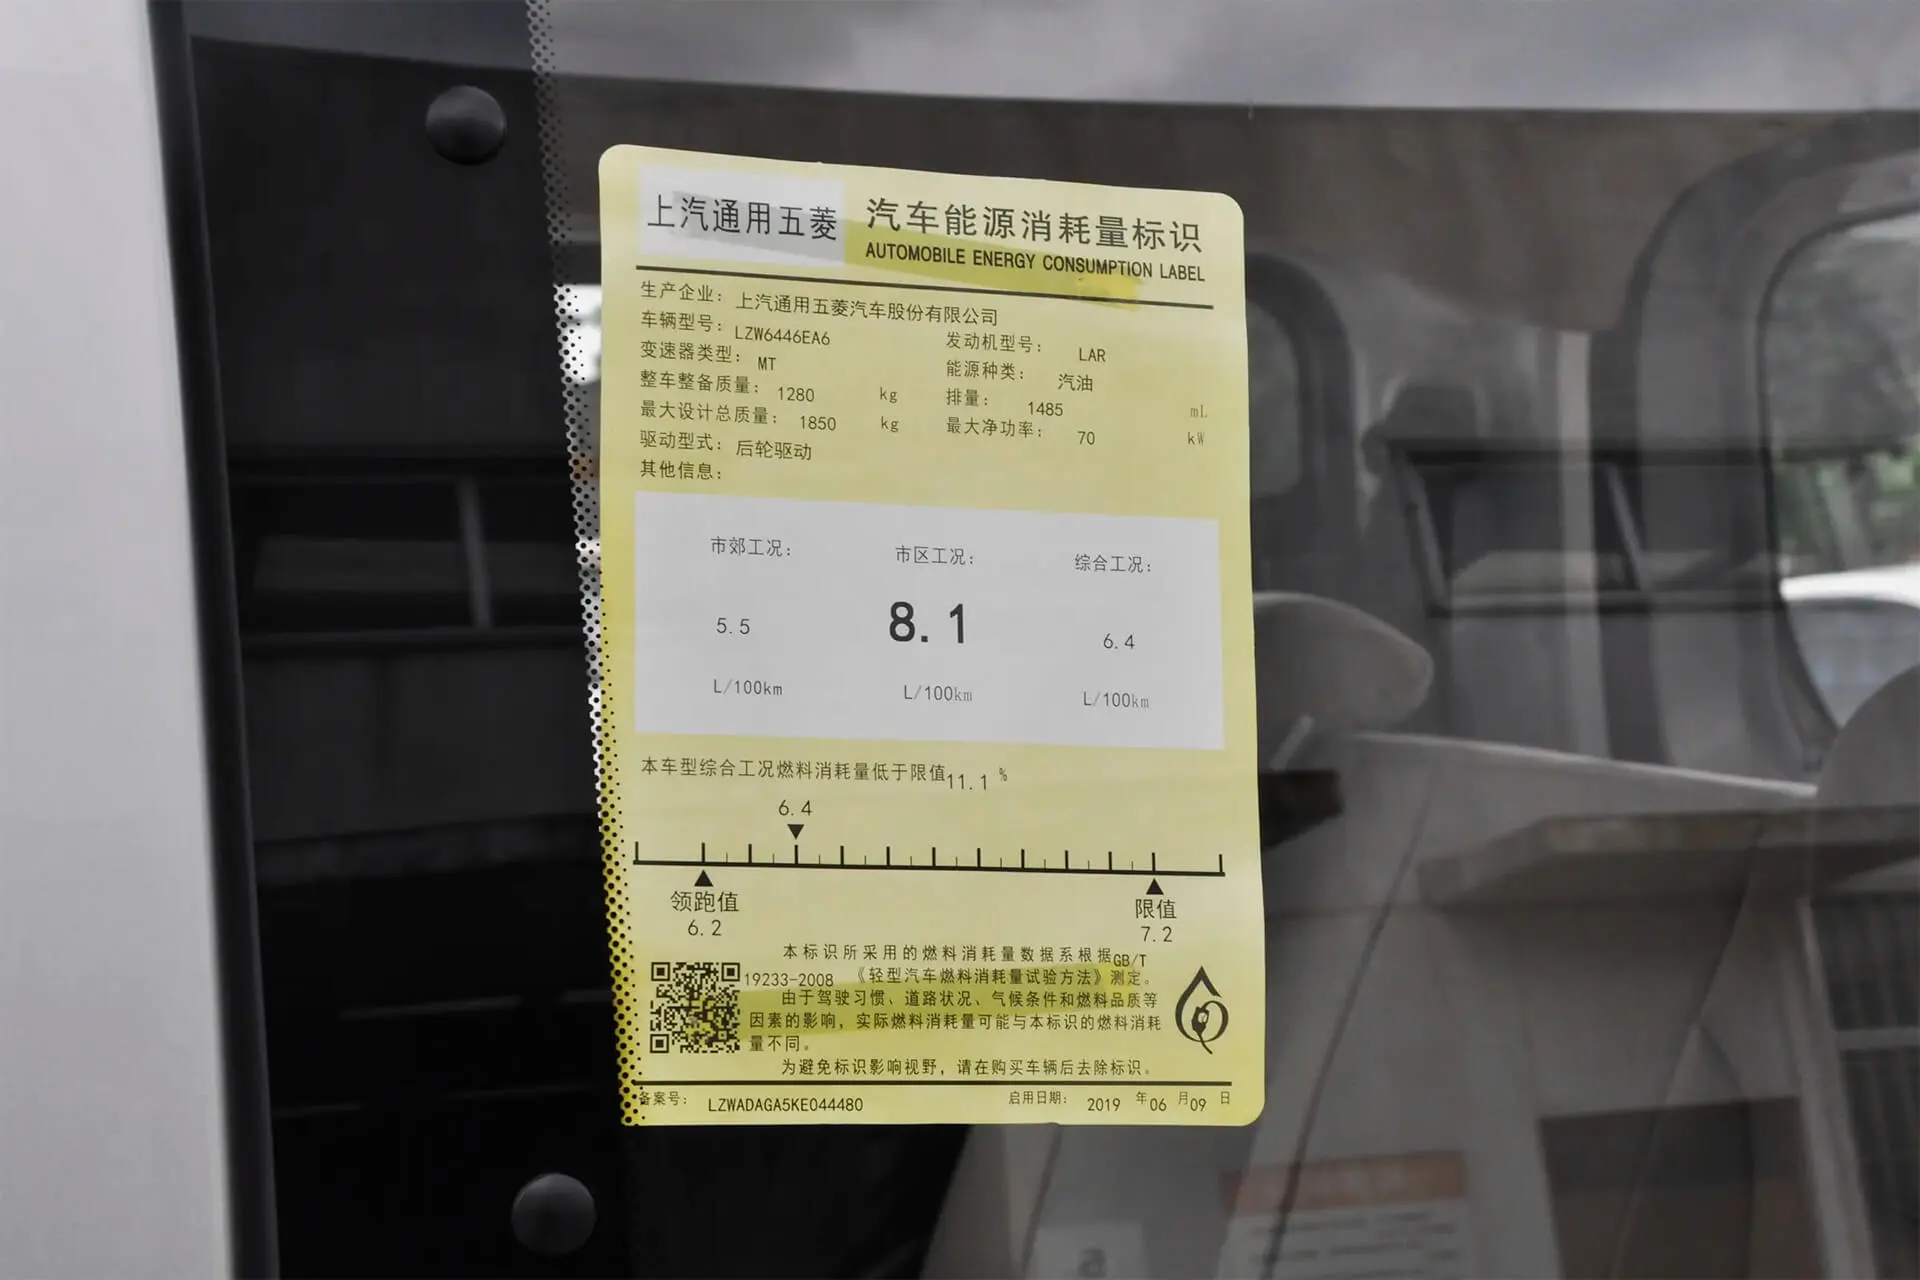 上汽通用五菱
汽车能源消耗量标识
AUTOMOBILE ENERGY CONSUMPTION LABEL
生产企业: 上汽通用五菱汽车股份有限公司
车辆型号: LZW6446EA6
发动机型号: LAR
变速器类型: MT
能源种类: 汽油
整车整备质量: 1280 kg
排量: 1485 mL
最大设计总质量: 1850 kg
最大净功率: 70 kW
驱动型式: 后轮驱动
其他信息:
市郊工况: 市区工况: 综合工况:
5.5 8.1 6.4
L/100km L/100km L/100km
本车型综合工况燃料消耗量低于限值11.1 %
6.4
领跑值 限值
6.2 7.2
本标识所采用的燃料消耗量数据系根据GB/T
19233-2008 《轻型汽车燃料消耗量试验方法》测定。
由于驾驶习惯、道路状况、气候条件和燃料品质等
因素的影响,实际燃料消耗量可能与本标识的燃料消耗
量不同。
为避免标识影响视野,请在购买车辆后去除标识。
备案号: LZWADAGA5KE044480 启用日期: 2019 年06 月09 日